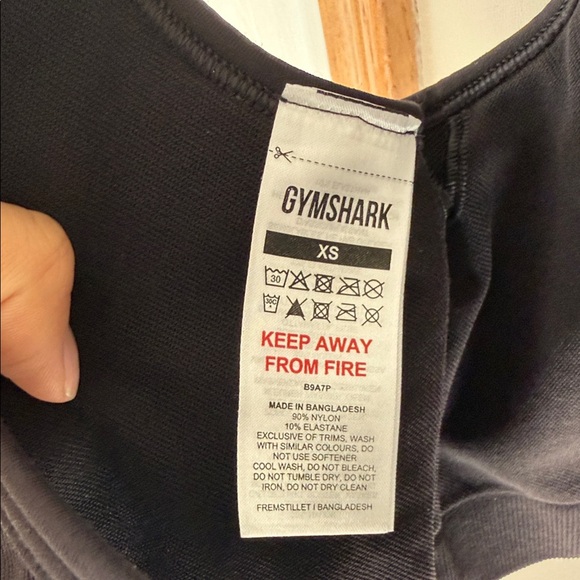 GYMSHARK
XS
30
30C
KEEP AWAY
FROM FIRE
B9A7P
MADE IN BANGLADESH
90% NYLON
10% ELASTANE
EXCLUSIVE OF TRIMS, WASH
WITH SIMILAR COLOURS, DO
NOT USE SOFTENER
COOL WASH, DO NOT BLEACH,
DO NOT TUMBLE DRY, DO NOT
IRON, DO NOT DRY CLEAN
FREMSTILLET I BANGLADESH